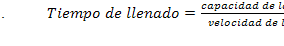 . Tiempo de llenado = capacidad de
velocidad de